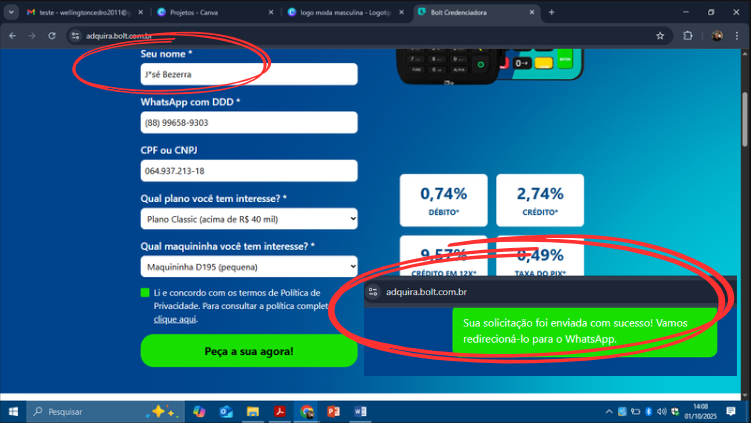 teste - wellingtoncedro2011@g
Projetos - Canva
logo moda masculina - Logotip
Bolt Credenciadora
adquira.bolt.com.br
Seu nome *
J*sé Bezerra
WhatsApp com DDD *
(88) 99658-9303
CPF ou CNPJ
064.937.213-18
Qual plano você tem interesse? *
Plano Classic (acima de R$ 40 mil)
Qual maquininha você tem interesse? *
Maquininha D195 (pequena)
Li e concordo com os termos de Política de
Privacidade. Para consultar a política complet
clique aqui.
Peça a sua agora!
0,74%
DÉBITO*
2,74%
CRÉDITO*
9,57%
CRÉDITO EM 12X*
0,49%
TAXA DO PIX*
adquira.bolt.com.br
Sua solicitação foi enviada com sucesso! Vamos
redirecioná-lo para o WhatsApp.
Pesquisar
14:08
01/10/2025